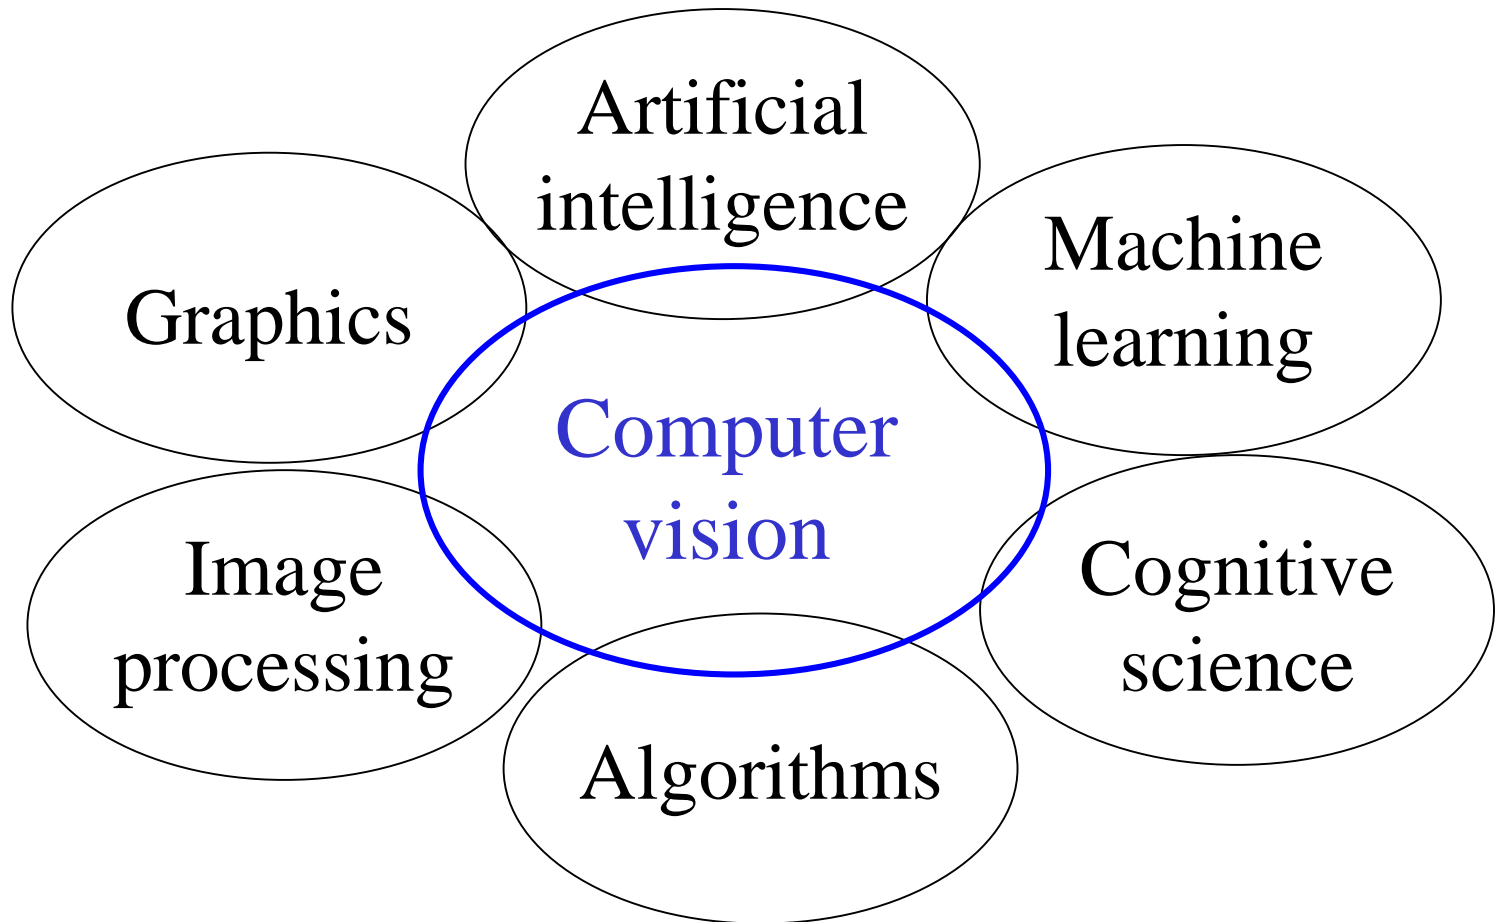 Artificial
intelligence
Machine
learning
Graphics
Computer
vision
Image
processing
Cognitive
science
Algorithms